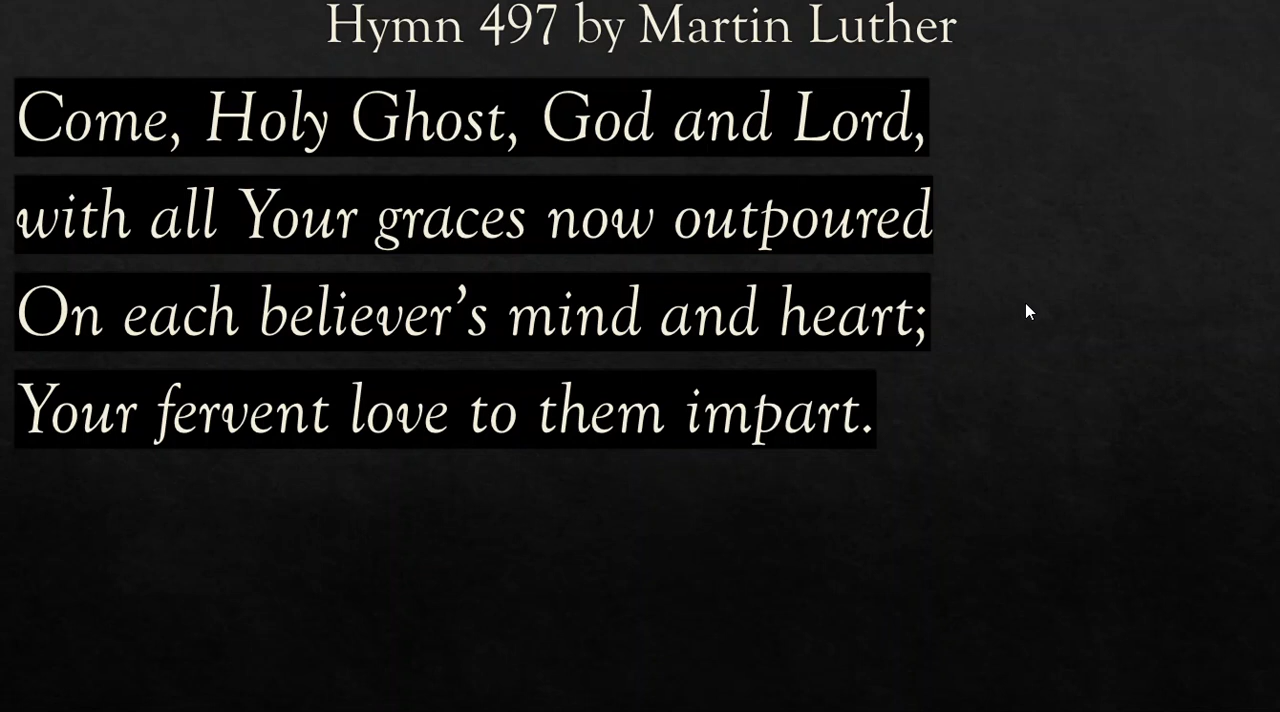 Hymn 497 by Martin Luther
Come, Holy Ghost, God and Lord,
with all Your graces now outpoured
On each believer’s mind and heart;
Your fervent love to them impart.